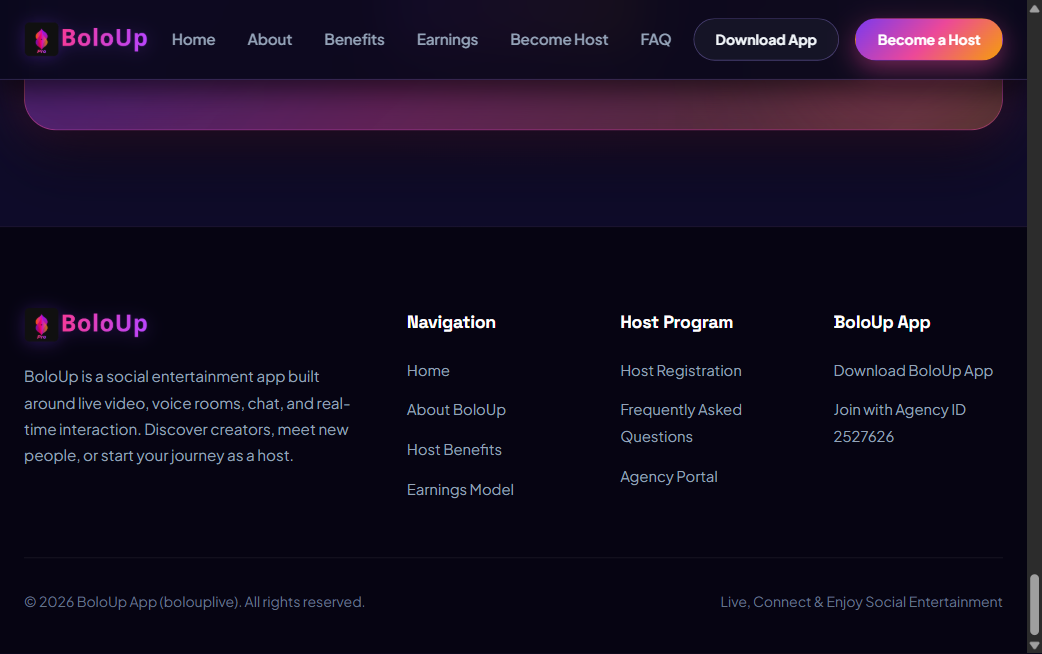 BoloUp
Home About Benefits Earnings Become Host FAQ Download App Become a Host
BoloUp
BoloUp is a social entertainment app built
around live video, voice rooms, chat, and real-
time interaction. Discover creators, meet new
people, or start your journey as a host.
Navigation
Home
About BoloUp
Host Benefits
Earnings Model
Host Program
Host Registration
Frequently Asked
Questions
Agency Portal
BoloUp App
Download BoloUp App
Join with Agency ID
2527626
© 2026 BoloUp App (bolouplive). All rights reserved.
Live, Connect & Enjoy Social Entertainment